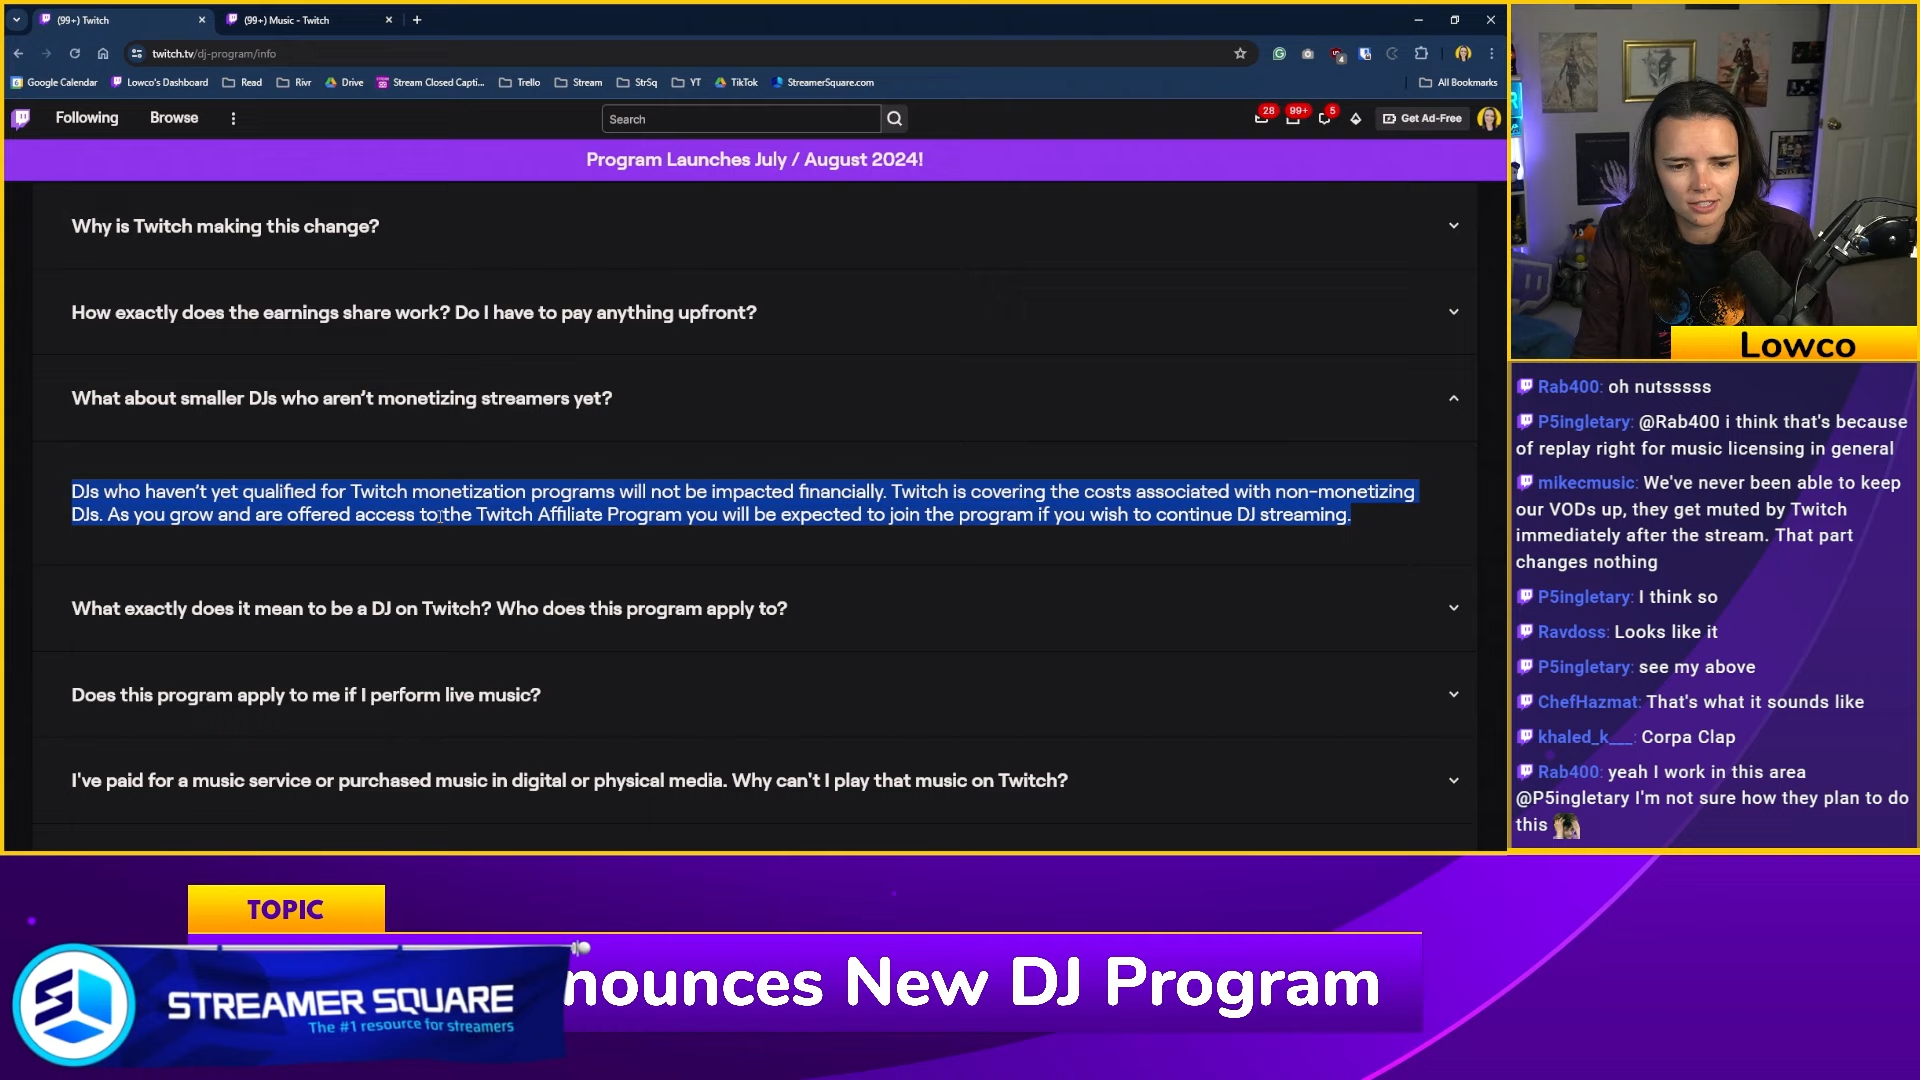 (99+) Twitch
(99+) Music - Twitch
twitch.tv/dj-program/info
4
Google Calendar
Lowco's Dashboard
Read
Rivr
Drive
Stream Closed Capti...
Trello
Stream
StrSq
YT
TikTok
StreamerSquare.com
All Bookmarks
Following
Browse
Search
28
99+
5
Get Ad-Free
Program Launches July / August 2024!
Why is Twitch making this change?
How exactly does the earnings share work? Do I have to pay anything upfront?
What about smaller DJs who aren’t monetizing streamers yet?
DJs who haven’t yet qualified for Twitch monetization programs will not be impacted financially. Twitch is covering the costs associated with non-monetizing
DJs. As you grow and are offered access to the Twitch Affiliate Program you will be expected to join the program if you wish to continue DJ streaming.
What exactly does it mean to be a DJ on Twitch? Who does this program apply to?
Does this program apply to me if I perform live music?
I've paid for a music service or purchased music in digital or physical media. Why can't I play that music on Twitch?
Lowco
Rab400: oh nutsssss
P5ingletary: @Rab400 i think that's because
of replay right for music licensing in general
mikecmusic: We've never been able to keep
our VODs up, they get muted by Twitch
immediately after the stream. That part
changes nothing
P5ingletary: I think so
Ravdoss: Looks like it
P5ingletary: see my above
ChefHazmat: That's what it sounds like
khaled_k___: Corpa Clap
Rab400: yeah I work in this area
@P5ingletary I'm not sure how they plan to do
this
TOPIC
nounces New DJ Program
STREAMER SQUARE
The #1 resource for streamers